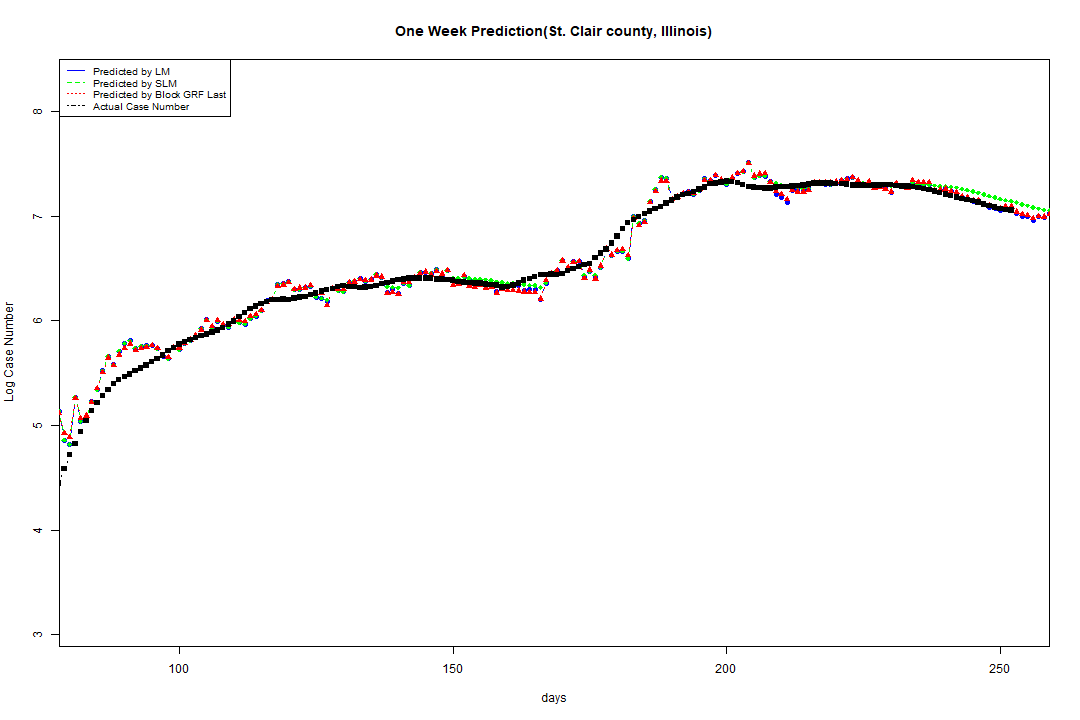 One Week Prediction(St. Clair county, Illinois)
Predicted by LM
Predicted by SLM
Predicted by Block GRF Last
Actual Case Number
8
7
6
5
4
3
Log Case Number
100 150 200 250
days